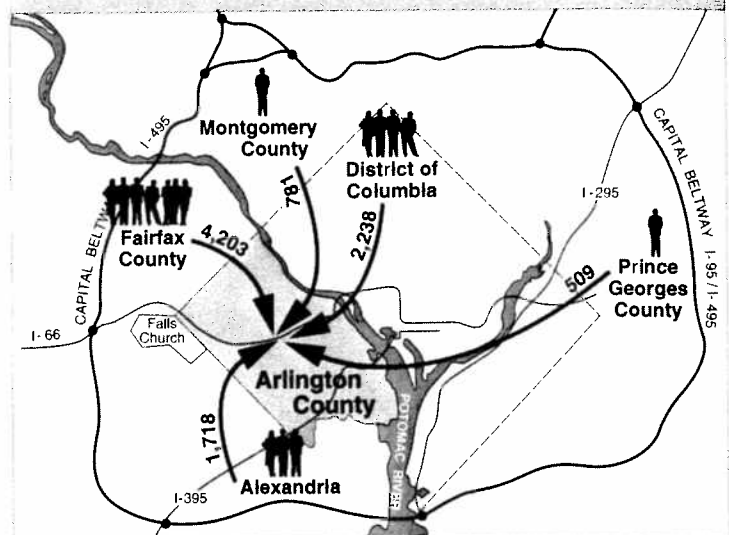 I-495
Montgomery
County
781
District of
Columbia
2,238
I-295
CAPITAL BELTWAY I-95 / I-495
CAPITAL BELTWAY
Fairfax
County
4,203
Prince
Georges
County
509
I-66
Falls
Church
Arlington
County
1,718
POTOMAC RIVER
Alexandria
I-395